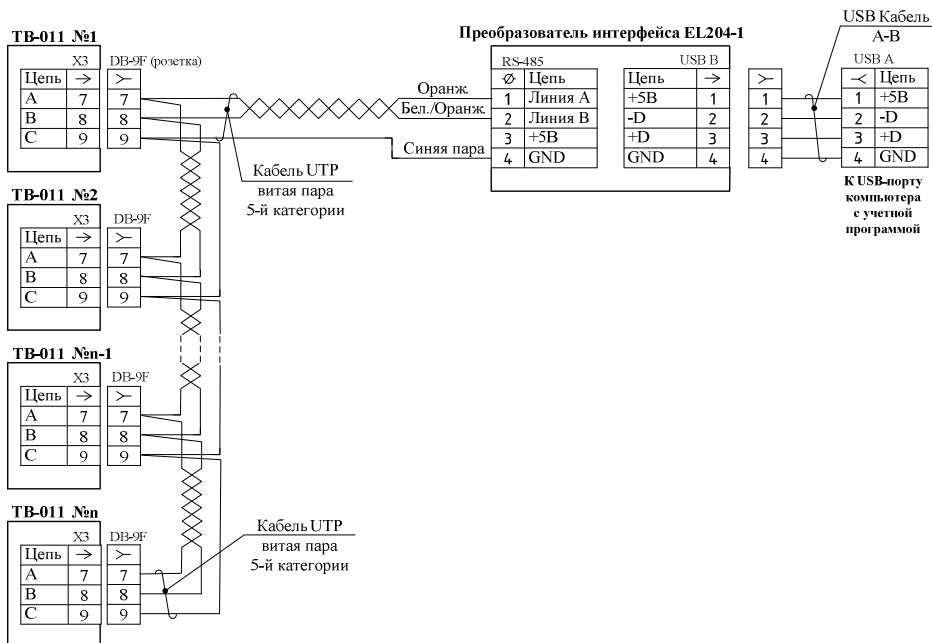 ТВ-011 №1
X3 DB-9F (розетка)
Цепь
A 7 7
B 8 8
C 9 9
Преобразователь интерфейса EL204-1
RS-485 USB B
Цепь Цепь
1 Линия А +5В 1
2 Линия В -D 2
3 +5В +D 3
4 GND GND 4
1
2
3
4
USB Кабель
A-B
USB A
Цепь
1 +5В
2 -D
3 +D
4 GND
К USB-порту
компьютера
с учетной
программой
Оранж.
Бел./Оранж.
Синяя пара
Кабель UTP
витая пара
5-й категории
ТВ-011 №2
X3 DB-9F
Цепь
A 7 7
B 8 8
C 9 9
ТВ-011 №n-1
X3 DB-9F
Цепь
A 7 7
B 8 8
C 9 9
ТВ-011 №n
X3 DB-9F
Цепь
A 7 7
B 8 8
C 9 9
Кабель UTP
витая пара
5-й категории